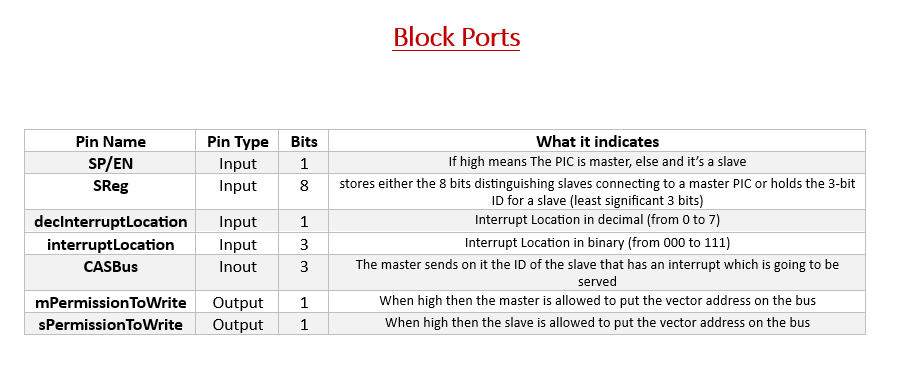 Block Ports
Pin Name Pin Type Bits What it indicates
SP/EN Input 1 If high means The PIC is master, else and it's a slave
SReg Input 8 stores either the 8 bits distinguishing slaves connecting to a master PIC or holds the 3-bit
ID for a slave (least significant 3 bits)
decInterruptLocation Input 1 Interrupt Location in decimal (from 0 to 7)
interruptLocation Input 3 Interrupt Location in binary (from 000 to 111)
CASBus Inout 3 The master sends on it the ID of the slave that has an interrupt which is going to be
served
mPermissionToWrite Output 1 When high then the master is allowed to put the vector address on the bus
sPermissionToWrite Output 1 When high then the slave is allowed to put the vector address on the bus